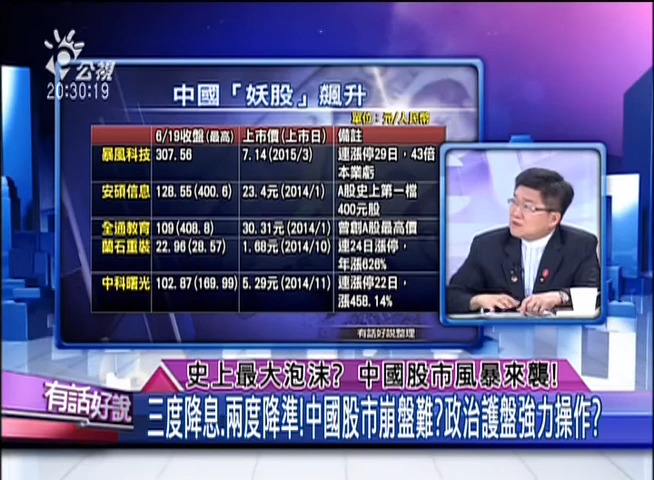 公視
20:30:19
中國「妖股」飆升
單位：元/人民幣
6/19收盤(最高) 上市價(上市日) 備註
暴風科技 307.56 7.14(2015/3) 連漲停29日，43倍
本業虧
安碩信息 128.55(400.6) 23.4元(2014/1) A股史上第一檔
400元股
全通教育 109(408.8) 30.31元(2014/1) 曾創A股最高價
蘭石重裝 22.96(28.57) 1.68元(2014/10) 連24日漲停，
年漲626%
中科曙光 102.87(169.99) 5.29元(2014/11) 連漲停22日，
漲458.14%
有話好說整理
史上最大泡沫? 中國股市風暴來襲!
有話好說
三度降息.兩度降準!中國股市崩盤難?政治護盤強力操作?